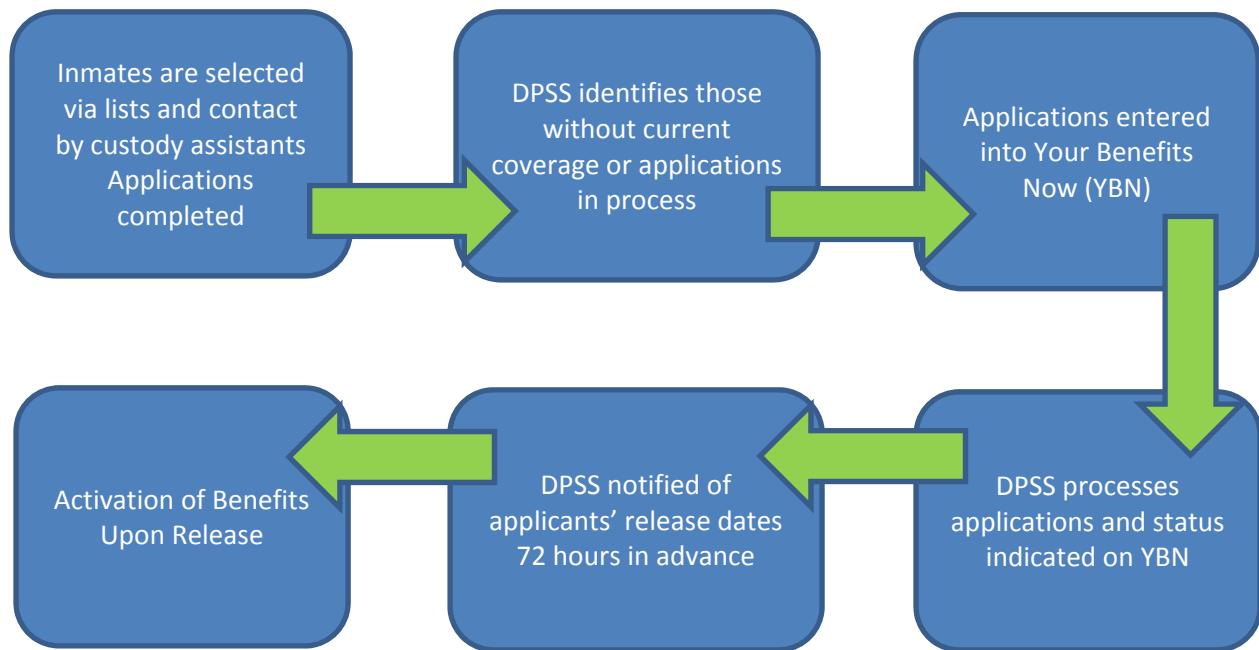 Inmates are selected
via lists and contact
by custody assistants
Applications
completed
DPSS identifies those
without current
coverage or applications
in process
Applications entered
into Your Benefits
Now (YBN)
DPSS processes
applications and status
indicated on YBN
DPSS notified of
applicants’ release dates
72 hours in advance
Activation of Benefits
Upon Release